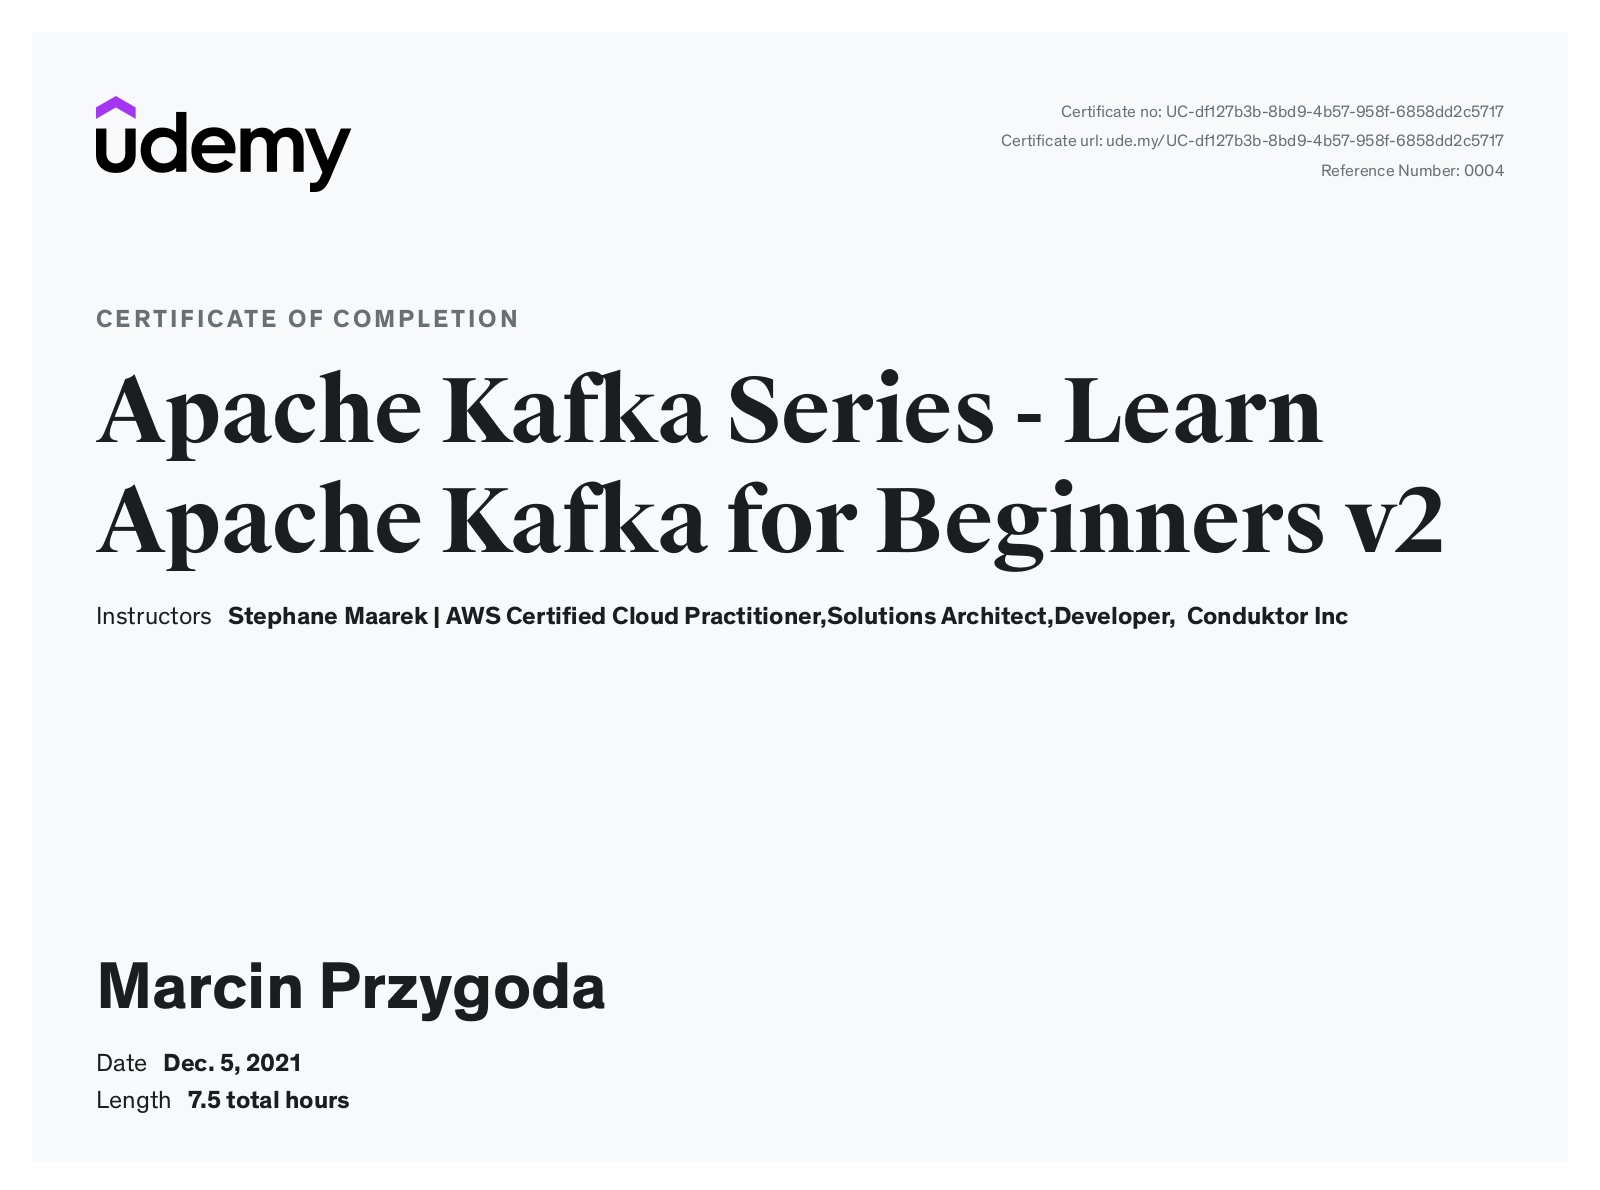 udemy
Certificate no: UC-df127b3b-8bd9-4b57-958f-6858dd2c5717
Certificate url: ude.my/UC-df127b3b-8bd9-4b57-958f-6858dd2c5717
Reference Number: 0004
CERTIFICATE OF COMPLETION
Apache Kafka Series - Learn
Apache Kafka for Beginners v2
Instructors Stephane Maarek | AWS Certified Cloud Practitioner,Solutions Architect,Developer, Conduktor Inc
Marcin Przygoda
Date Dec. 5, 2021
Length 7.5 total hours